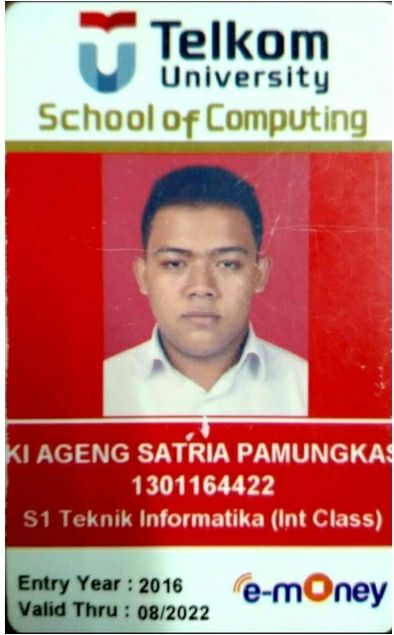 Telkom
University
School of Computing
KI AGENG SATRIA PAMUNGKAS
1301164422
S1 Teknik Informatika (Int Class)
Entry Year : 2016
Valid Thru : 08/2022
e-money